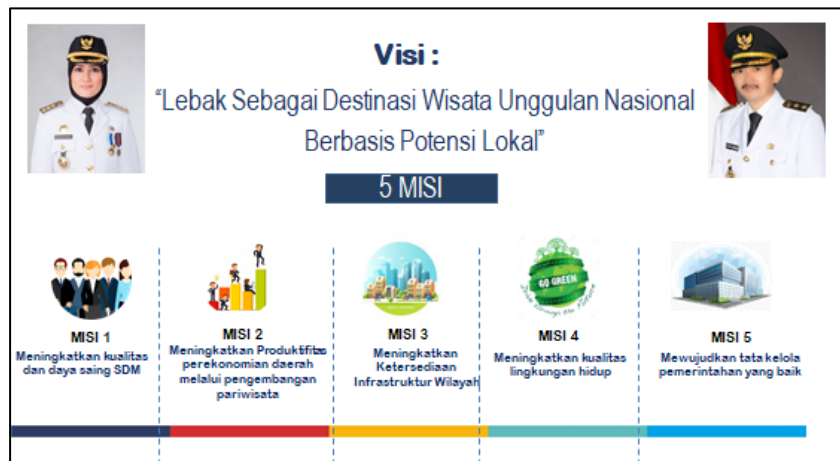 Visi :
“Lebak Sebagai Destinasi Wisata Unggulan Nasional
Berbasis Potensi Lokal”
5 MISI
GO GREEN
MISI 1
Meningkatkan kualitas
dan daya saing SDM
MISI 2
Meningkatkan Produktifitas
perekonomian daerah
melalui pengembangan
pariwisata
MISI 3
Meningkatkan
Ketersediaan
Infrastruktur Wilayah
MISI 4
Meningkatkan kualitas
lingkungan hidup
MISI 5
Mewujudkan tata kelola
pemerintahan yang baik